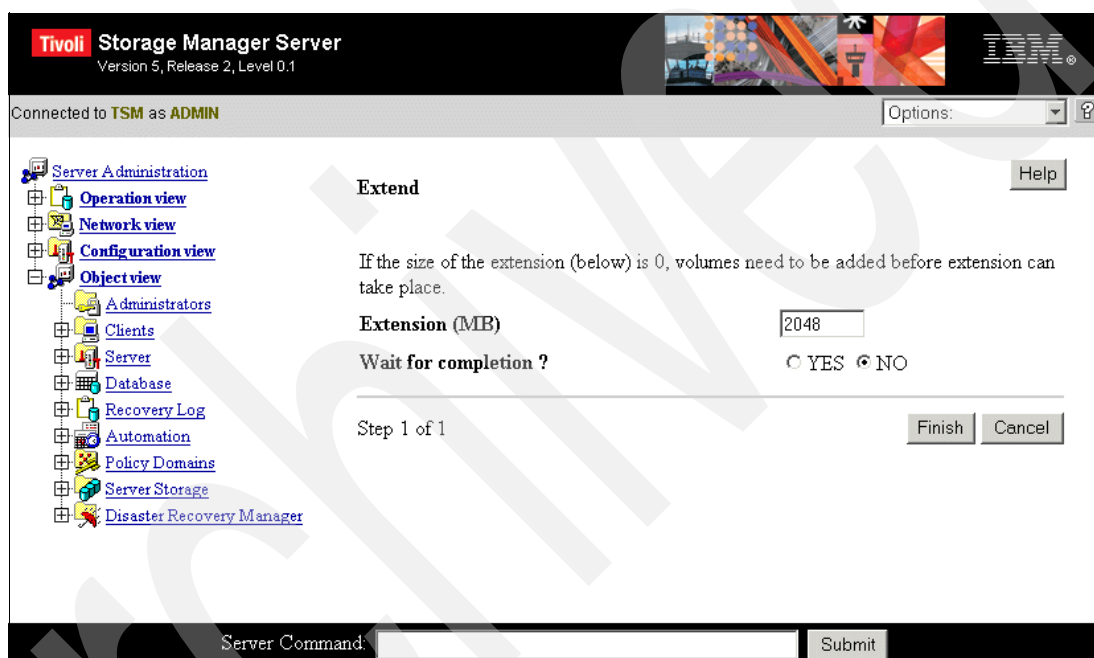 Tivoli Storage Manager Server
Version 5, Release 2, Level 0.1
IBM®
Connected to TSM as ADMIN
Options:
?
Server Administration
Operation view
Network view
Configuration view
Object view
Administrators
Clients
Server
Database
Recovery Log
Automation
Policy Domains
Server Storage
Disaster Recovery Manager
Help
Extend
If the size of the extension (below) is 0, volumes need to be added before extension can
take place.
Extension (MB) 2048
Wait for completion ? YES NO
Step 1 of 1 Finish Cancel
Server Command: Submit